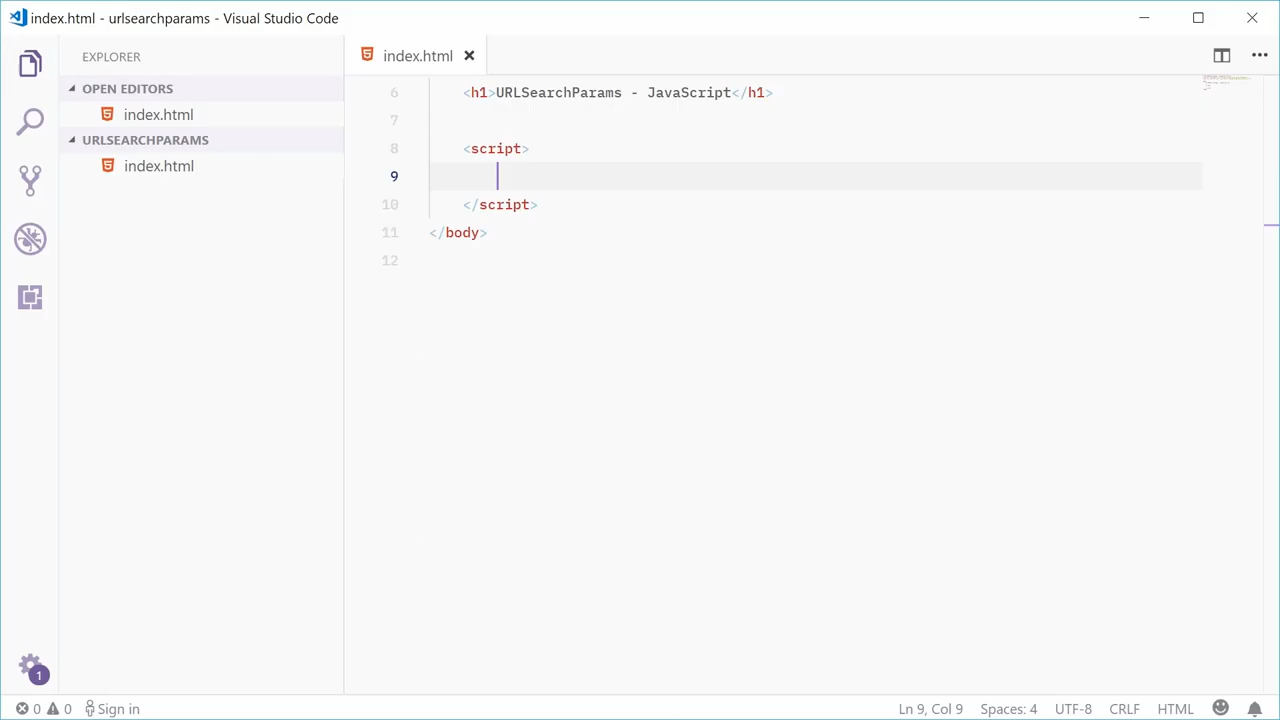 index.html - urlsearchparams - Visual Studio Code
EXPLORER
OPEN EDITORS
index.html
URLSEARCHPARAMS
index.html
index.html
6 <h1>URLSearchParams - JavaScript</h1>
7
8 <script>
9
10 </script>
11 </body>
12
1
0 0 Sign in
Ln 9, Col 9 Spaces: 4 UTF-8 CRLF HTML